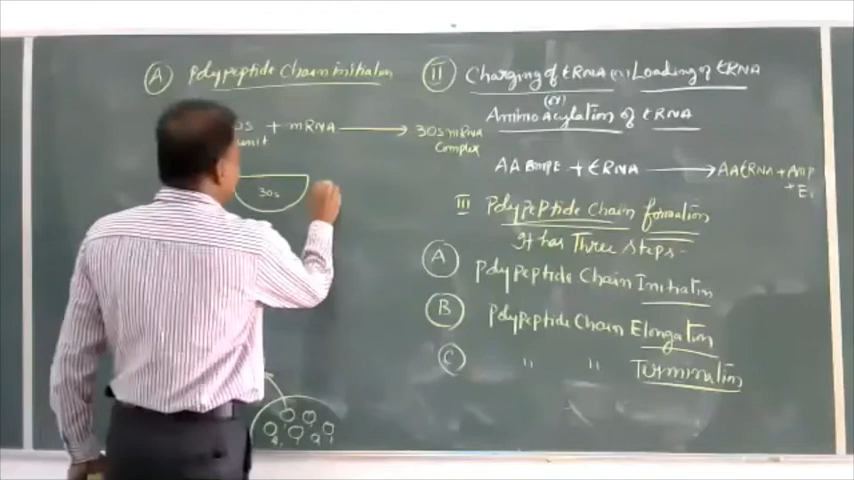 A Polypeptide Chain initiation
+ mRNA → 30s mRNA Complex
unit
30s
II Charging of tRNA (or) Loading of tRNA
(or)
Amino Acylation of tRNA
+ tRNA → AA tRNA + AMP
+ E1
III Polypeptide Chain formation
It has Three steps.
A Polypeptide Chain Initiation
B Polypeptide Chain Elongation
C " " Termination